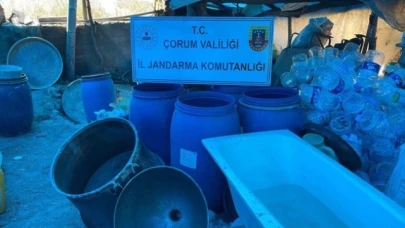 T.C.
ÇORUM VALİLİĞİ
İL JANDARMA KOMUTANLIĞI